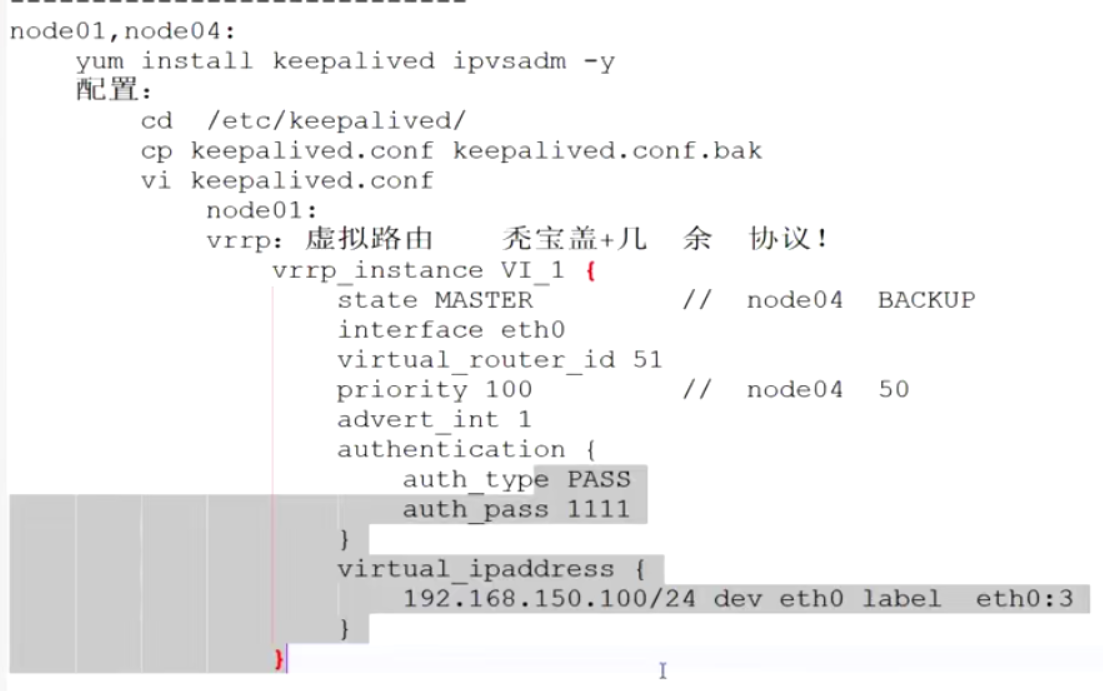 ------------------------------
node01,node04:
yum install keepalived ipvsadm -y
配置:
cd /etc/keepalived/
cp keepalived.conf keepalived.conf.bak
vi keepalived.conf
node01:
vrrp: 虚拟路由 秃宝盖+几 余 协议!
vrrp_instance VI_1 {
state MASTER // node04 BACKUP
interface eth0
virtual_router_id 51
priority 100 // node04 50
advert_int 1
authentication {
auth_type PASS
auth_pass 1111
}
virtual_ipaddress {
192.168.150.100/24 dev eth0 label eth0:3
}
}